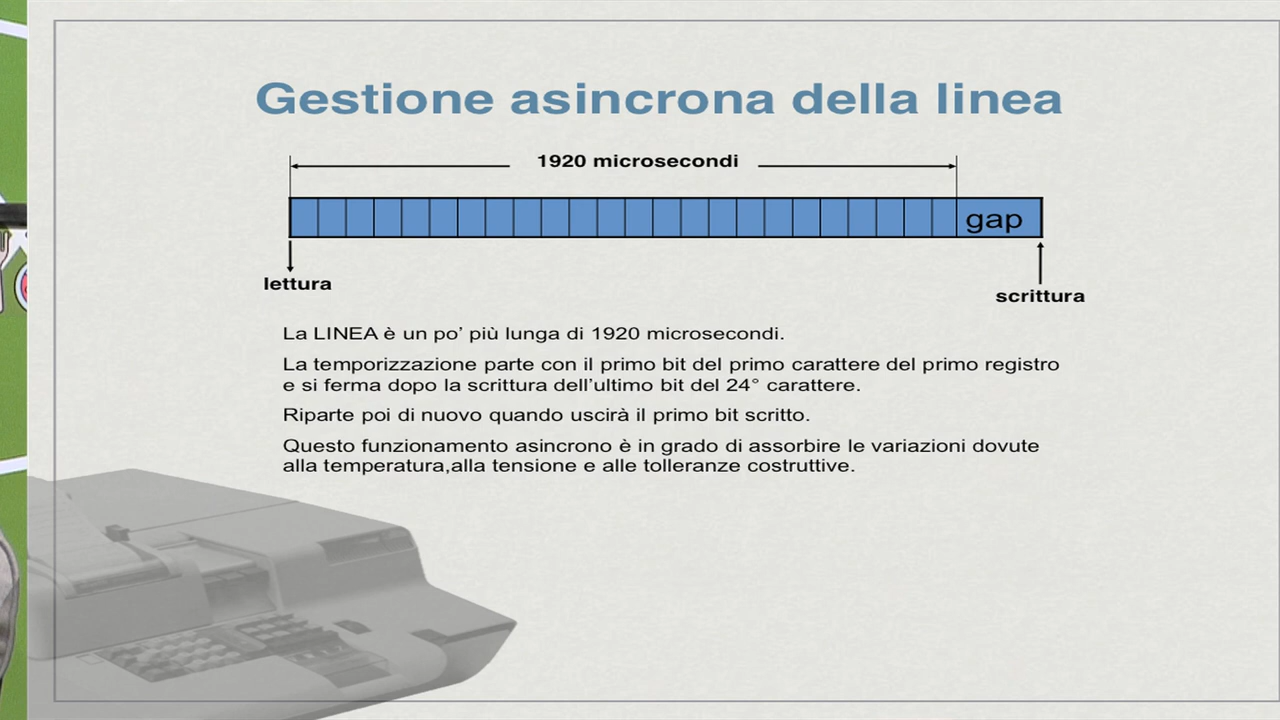 Gestione asincrona della linea
1920 microsecondi
gap
lettura
scrittura
La LINEA è un po’ più lunga di 1920 microsecondi.
La temporizzazione parte con il primo bit del primo carattere del primo registro
e si ferma dopo la scrittura dell’ultimo bit del 24° carattere.
Riparte poi di nuovo quando uscirà il primo bit scritto.
Questo funzionamento asincrono è in grado di assorbire le variazioni dovute
alla temperatura,alla tensione e alle tolleranze costruttive.